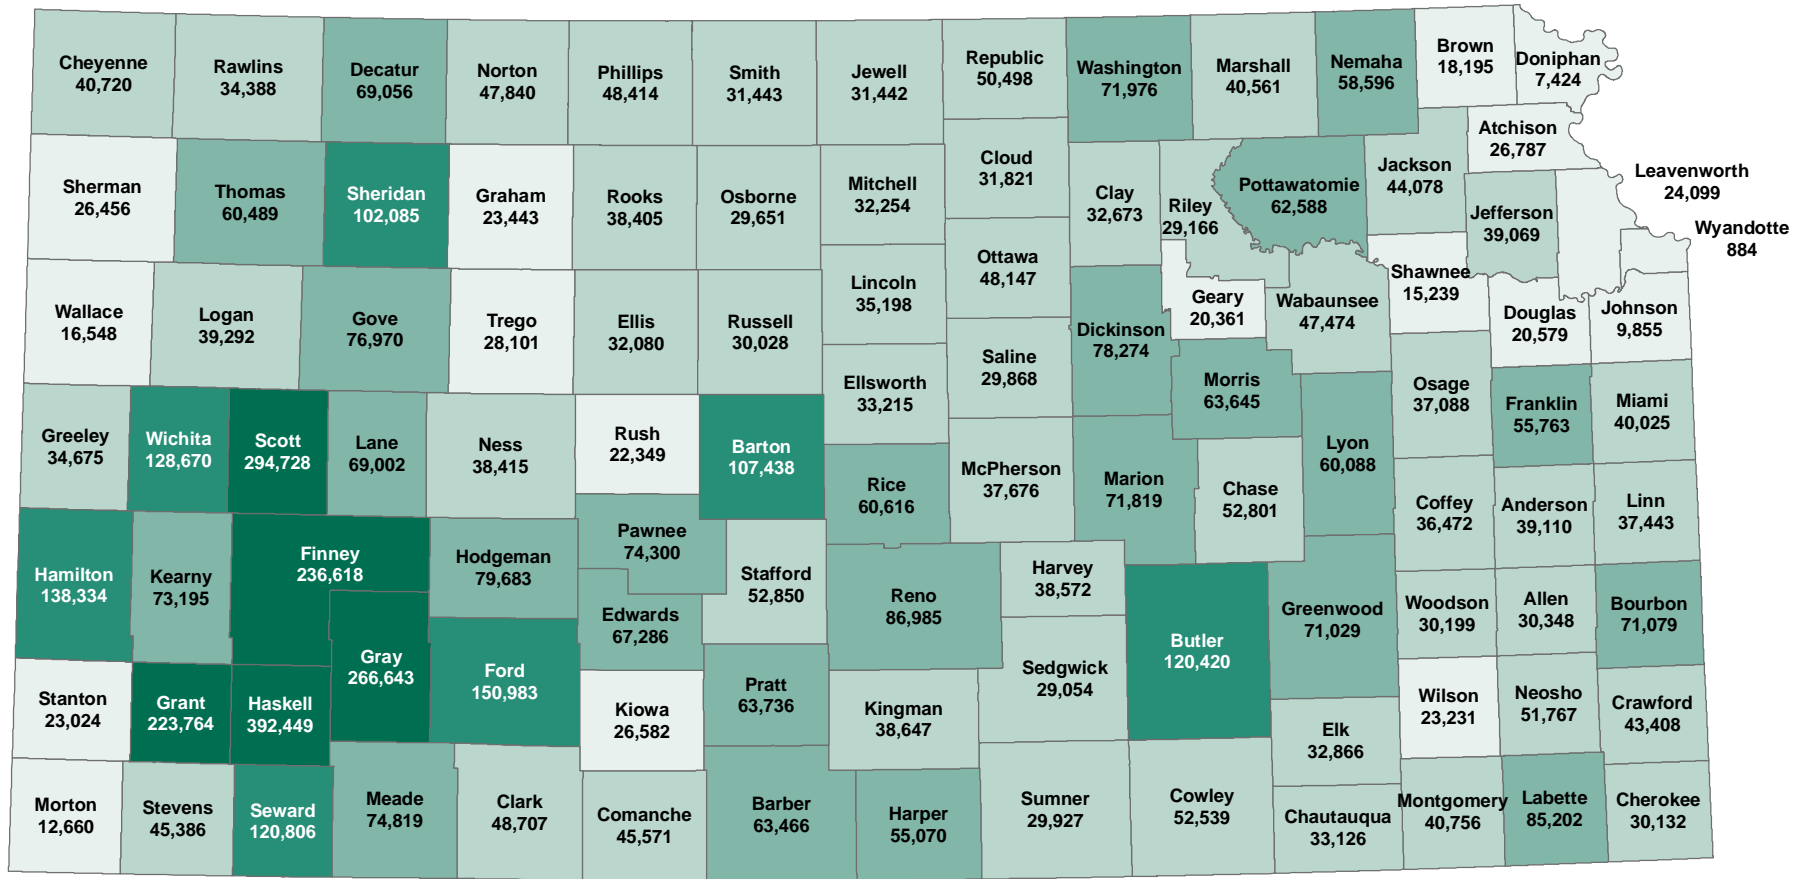 Cheyenne
40,720
Rawlins
34,388
Decatur
69,056
Norton
47,840
Phillips
48,414
Smith
31,443
Jewell
31,442
Republic
50,498
Washington
71,976
Marshall
40,561
Nemaha
58,596
Brown
18,195
Doniphan
7,424
Sherman
26,456
Thomas
60,489
Sheridan
102,085
Graham
23,443
Rooks
38,405
Osborne
29,651
Mitchell
32,254
Cloud
31,821
Clay
32,673
Riley
29,166
Pottawatomie
62,588
Jackson
44,078
Atchison
26,787
Jefferson
39,069
Leavenworth
24,099
Wyandotte
884
Wallace
16,548
Logan
39,292
Gove
76,970
Trego
28,101
Ellis
32,080
Russell
30,028
Lincoln
35,198
Ottawa
48,147
Saline
29,868
Dickinson
78,274
Geary
20,361
Wabaunsee
47,474
Shawnee
15,239
Douglas
20,579
Johnson
9,855
Greeley
34,675
Wichita
128,670
Scott
294,728
Lane
69,002
Ness
38,415
Rush
22,349
Barton
107,438
Ellsworth
33,215
Rice
60,616
McPherson
37,676
Marion
71,819
Morris
63,645
Chase
52,801
Lyon
60,088
Osage
37,088
Franklin
55,763
Miami
40,025
Coffey
36,472
Anderson
39,110
Linn
37,443
Hamilton
138,334
Kearny
73,195
Finney
236,618
Hodgeman
79,683
Pawnee
74,300
Edwards
67,286
Stafford
52,850
Reno
86,985
Harvey
38,572
Sedgwick
29,054
Butler
120,420
Greenwood
71,029
Woodson
30,199
Allen
30,348
Bourbon
71,079
Stanton
23,024
Grant
223,764
Haskell
392,449
Gray
266,643
Ford
150,983
Kiowa
26,582
Pratt
63,736
Kingman
38,647
Elk
32,866
Wilson
23,231
Neosho
51,767
Crawford
43,408
Morton
12,660
Stevens
45,386
Seward
120,806
Meade
74,819
Clark
48,707
Comanche
45,571
Barber
63,466
Harper
55,070
Sumner
29,927
Cowley
52,539
Chautauqua
33,126
Montgomery
40,756
Labette
85,202
Cherokee
30,132